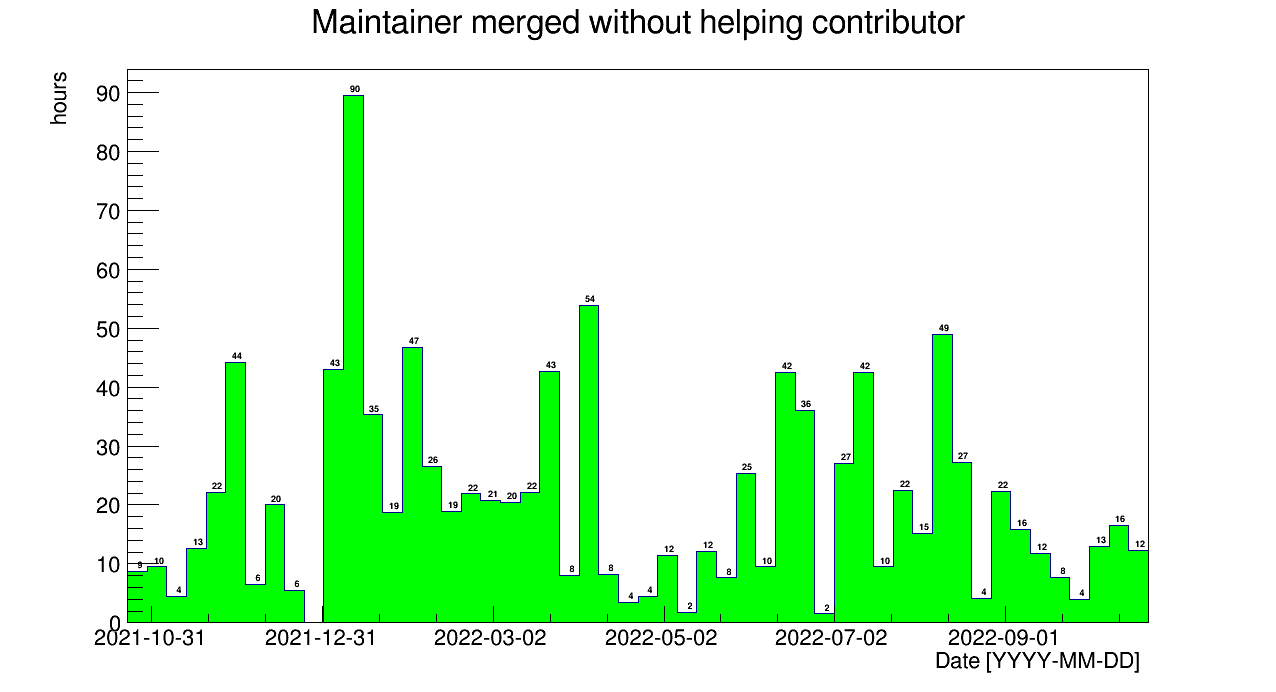 Maintainer merged without helping contributor
hours
90
80
70
60
50
40
30
20
10
0
9 10 4 13 22 44 6 20 6 43 90 35 19 47 26 19 22 21 20 22 43 8 54 8 4 4 12 2 12 8 25 10 42 36 2 27 42 10 22 15 49 27 4 22 16 12 8 4 13 16 12
2021-10-31 2021-12-31 2022-03-02 2022-05-02 2022-07-02 2022-09-01
Date [YYYY-MM-DD]